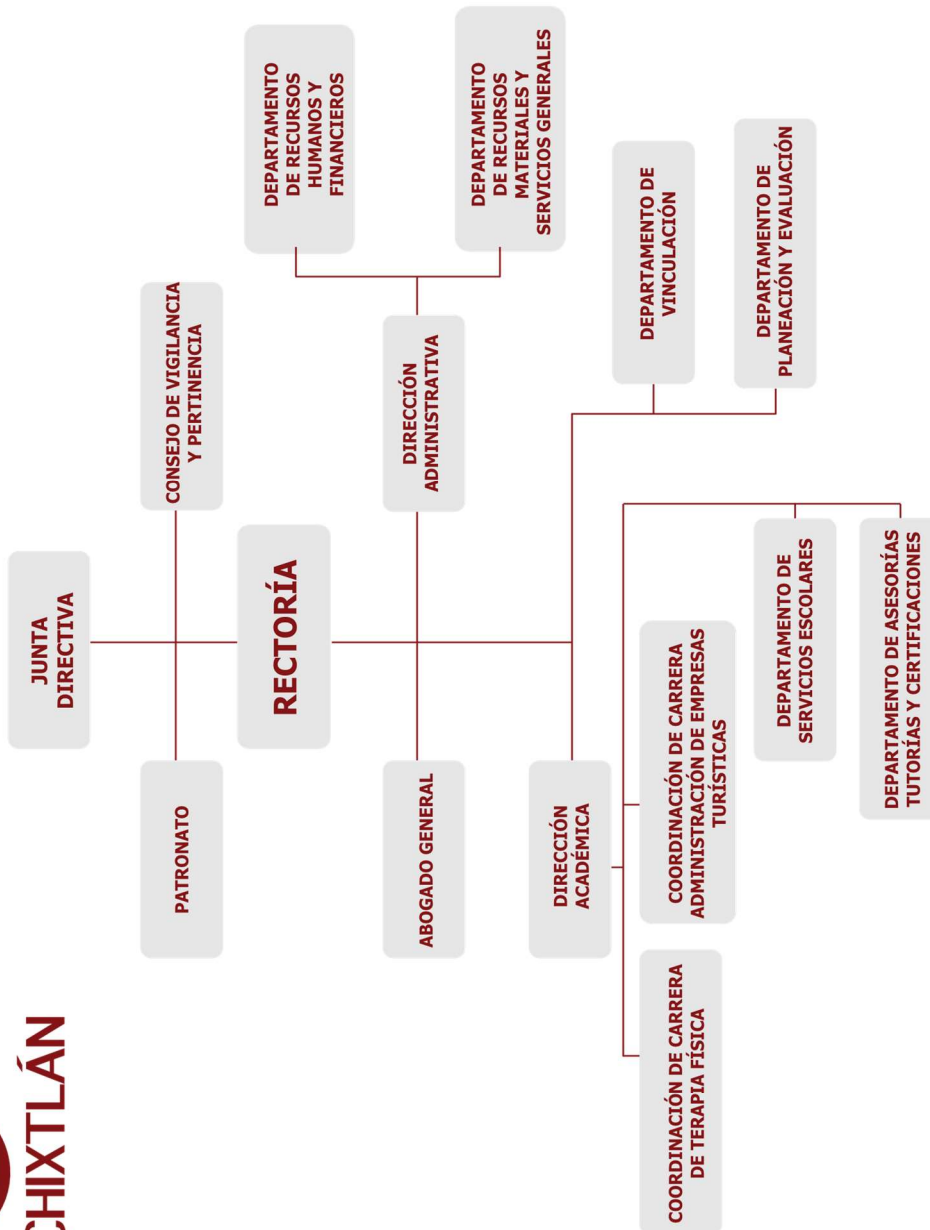 CHIXTLÁN
JUNTA
DIRECTIVA
PATRONATO
CONSEJO DE VIGILANCIA
Y PERTINENCIA
RECTORÍA
ABOGADO GENERAL
DIRECCIÓN
ADMINISTRATIVA
DEPARTAMENTO
DE RECURSOS
HUMANOS Y
FINANCIEROS
DEPARTAMENTO
DE RECURSOS
MATERIALES Y
SERVICIOS GENERALES
DIRECCIÓN
ACADÉMICA
DEPARTAMENTO DE
VINCULACIÓN
DEPARTAMENTO DE
PLANEACIÓN Y EVALUACIÓN
COORDINACIÓN DE CARRERA
DE TERAPIA FÍSICA
COORDINACIÓN DE CARRERA
ADMINISTRACIÓN DE EMPRESAS
TURÍSTICAS
DEPARTAMENTO DE
SERVICIOS ESCOLARES
DEPARTAMENTO DE ASESORÍAS
TUTORÍAS Y CERTIFICACIONES